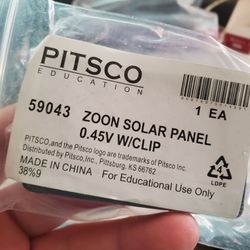 PITSCO
EDUCATION
1 EA
59043 ZOON SOLAR PANEL
0.45V W/CLIP
PITSCO, and the Pitsco logo are trademarks of Pitsco Inc.
Distributed by Pitsco, Inc., Pittsburg, KS 66762
MADE IN CHINA For Educational Use Only
38%9
4
LDPE